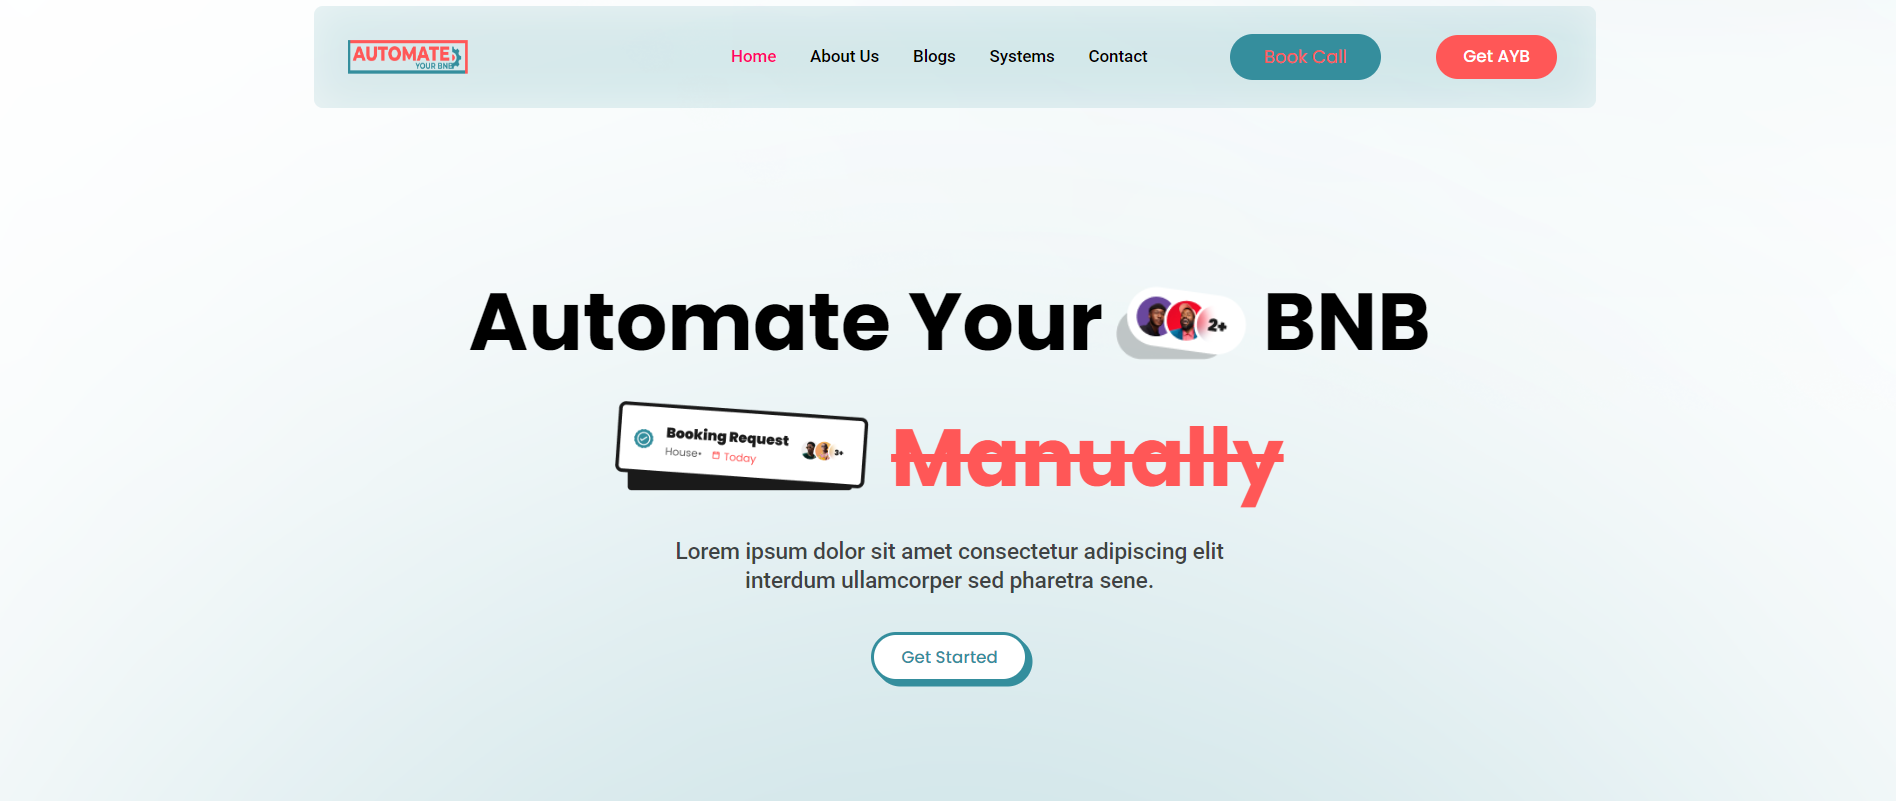 AUTOMATE
YOUR BNB
Home About Us Blogs Systems Contact Book Call Get AYB
Automate Your 2+ BNB
Booking Request
House• Today
3+
Manually
Lorem ipsum dolor sit amet consectetur adipiscing elit
interdum ullamcorper sed pharetra sene.
Get Started